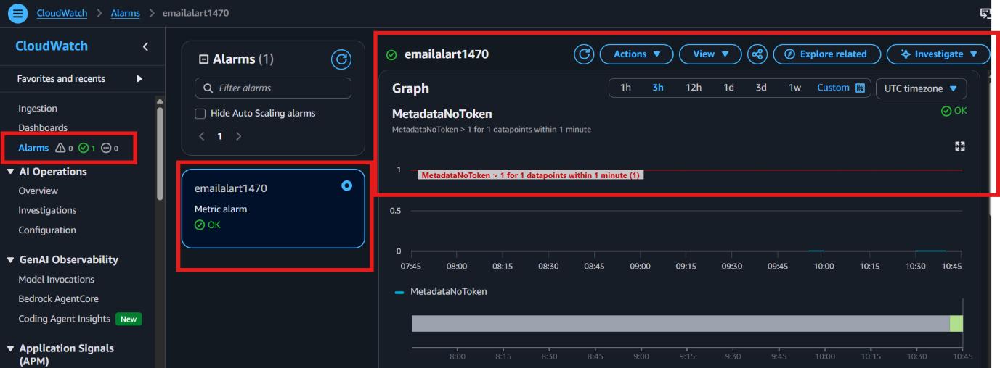 CloudWatch > Alarms > emailalart1470
CloudWatch
Favorites and recents
Ingestion
Dashboards
Alarms 0 1 0
AI Operations
Overview
Investigations
Configuration
GenAI Observability
Model Invocations
Bedrock AgentCore
Coding Agent Insights New
Application Signals
(APM)
Alarms (1)
Filter alarms
Hide Auto Scaling alarms
1
emailalart1470
Metric alarm
OK
emailalart1470
Actions
View
Explore related
Investigate
Graph
1h 3h 12h 1d 3d 1w Custom
UTC timezone
MetadataNoToken
OK
MetadataNoToken > 1 for 1 datapoints within 1 minute
1
MetadataNoToken > 1 for 1 datapoints within 1 minute (1)
0.5
0
07:45 08:00 08:15 08:30 08:45 09:00 09:15 09:30 09:45 10:00 10:15 10:30 10:45
MetadataNoToken
8:00 8:15 8:30 8:45 9:00 9:15 9:30 9:45 10:00 10:15 10:30 10:45